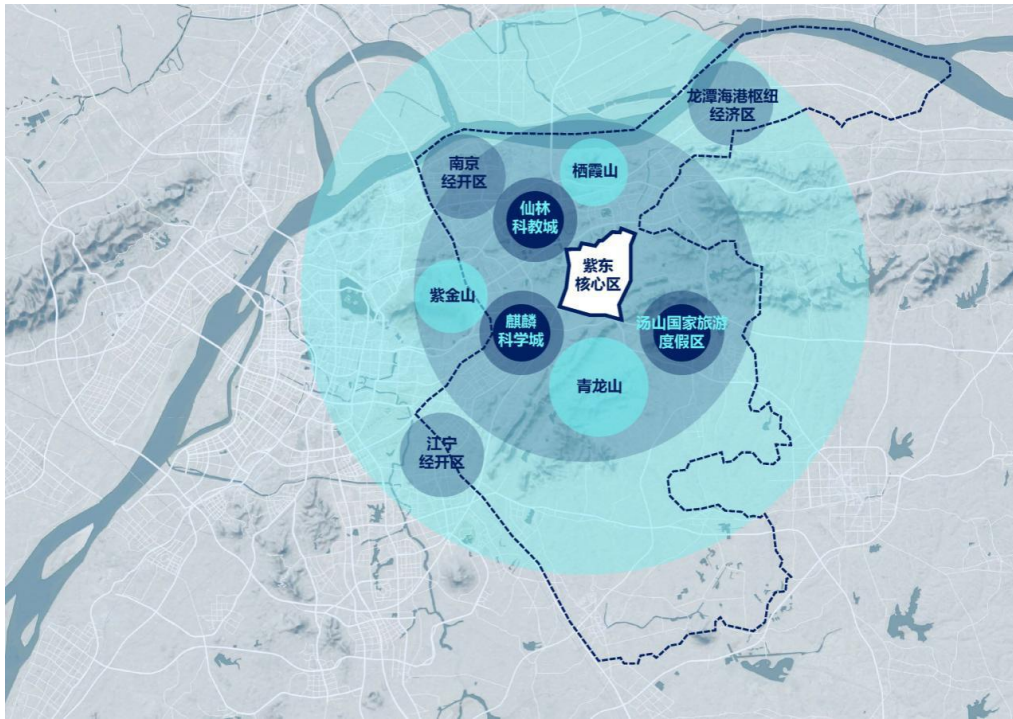 龙潭海港枢纽
经济区
南京
经开区
栖霞山
仙林
科教城
紫东
核心区
紫金山
麒麟
科学城
汤山国家旅游
度假区
青龙山
江宁
经开区